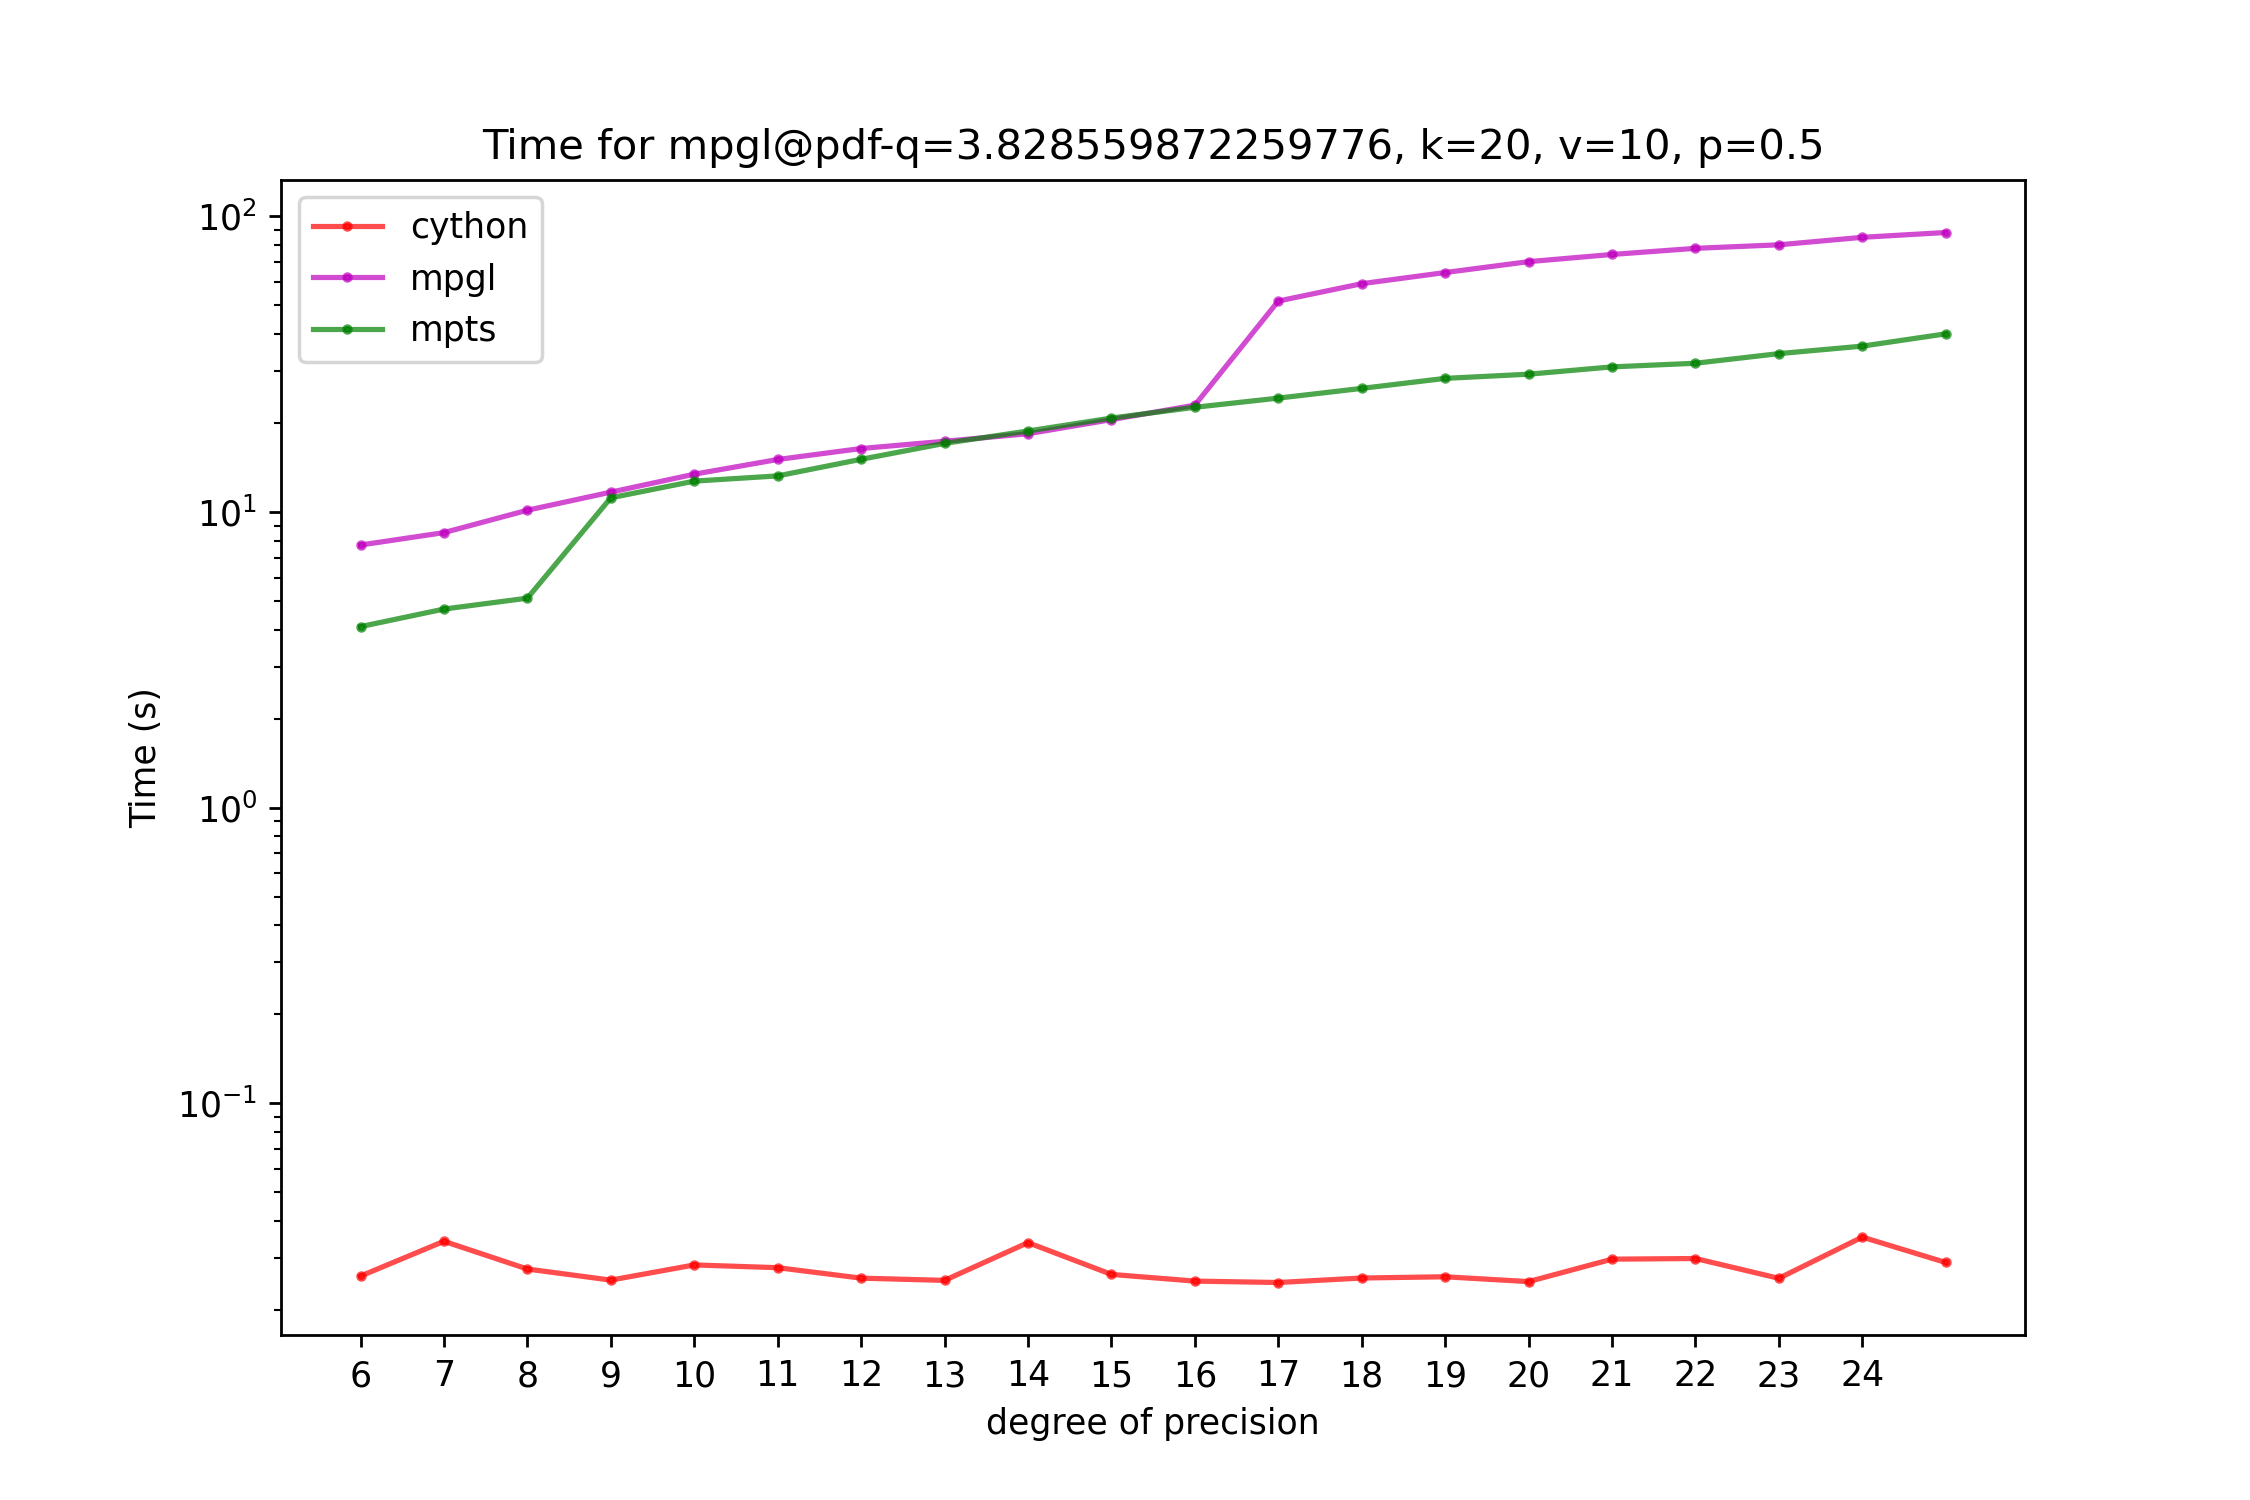 Time for mpgl@pdf-q=3.828559872259776, k=20, v=10, p=0.5
cython
mpgl
mpts
10²
10¹
10⁰
10⁻¹
Time (s)
6 7 8 9 10 11 12 13 14 15 16 17 18 19 20 21 22 23 24
degree of precision